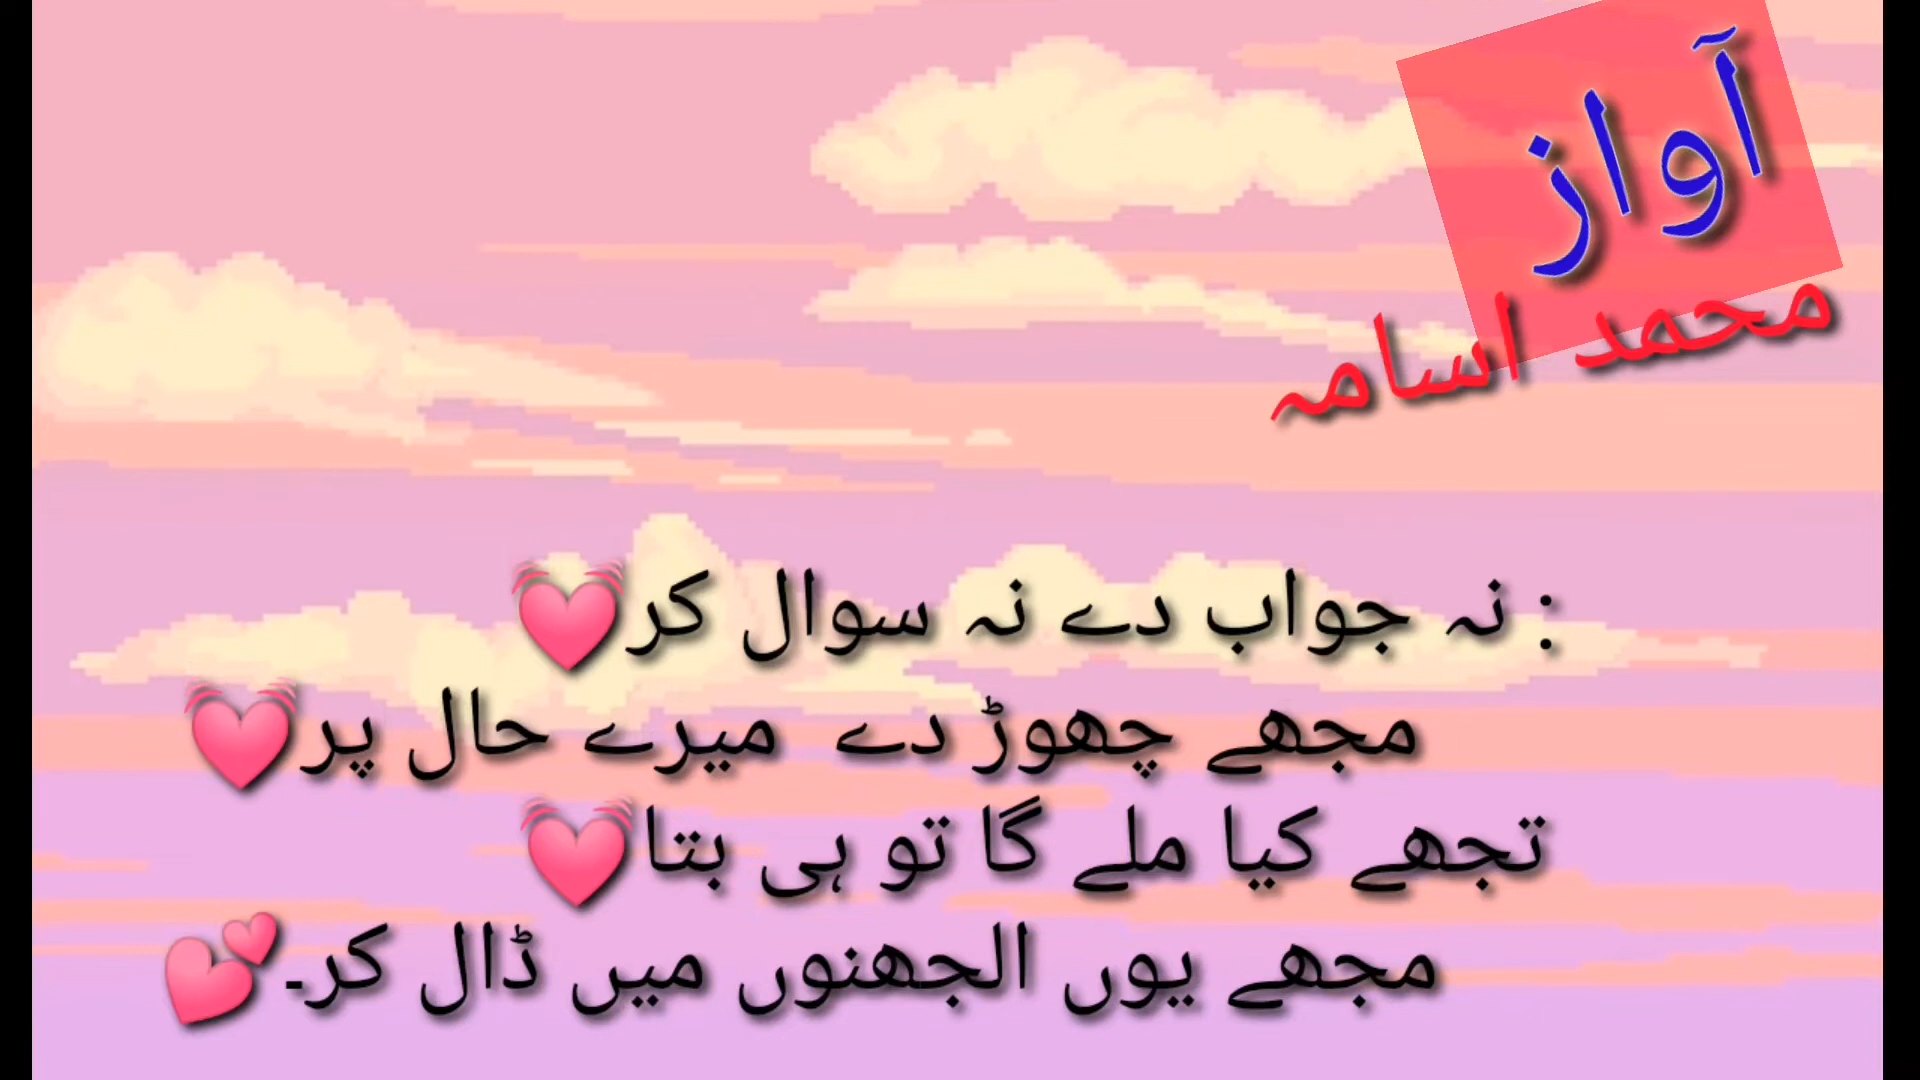 آواز
محمد اسامہ
: نہ جواب دے نہ سوال کر💓
مجھے چھوڑ دے میرے حال پر💓
تجھے کیا ملے گا تو ہی بتا💓
مجھے یوں الجھنوں میں ڈال کر۔💕